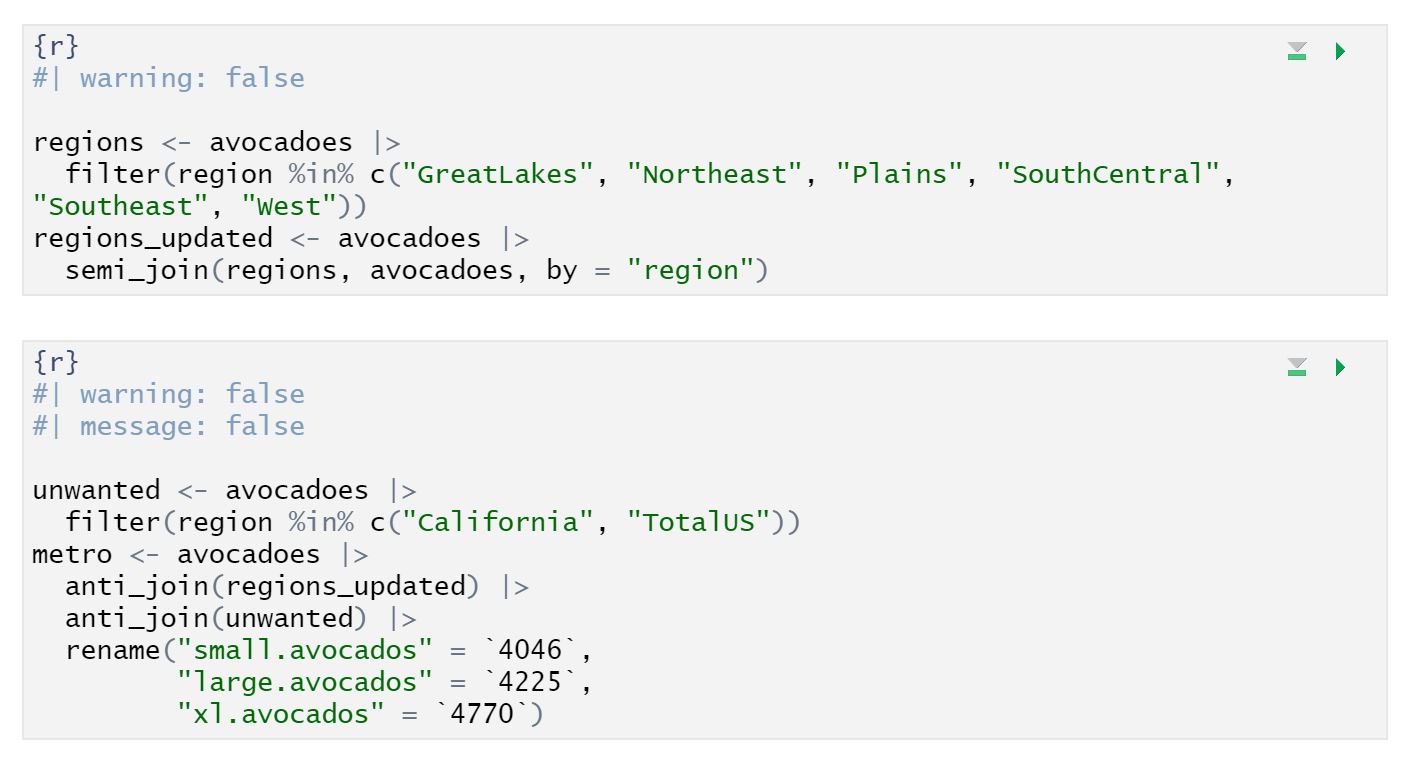 {r}
#| warning: false
regions <- avocadoes |>
  filter(region %in% c("GreatLakes", "Northeast", "Plains", "SouthCentral",
"Southeast", "West"))
regions_updated <- avocadoes |>
  semi_join(regions, avocadoes, by = "region")
{r}
#| warning: false
#| message: false
unwanted <- avocadoes |>
  filter(region %in% c("California", "TotalUS"))
metro <- avocadoes |>
  anti_join(regions_updated) |>
  anti_join(unwanted) |>
  rename("small.avocados" = `4046`,
         "large.avocados" = `4225`,
         "xl.avocados" = `4770`)